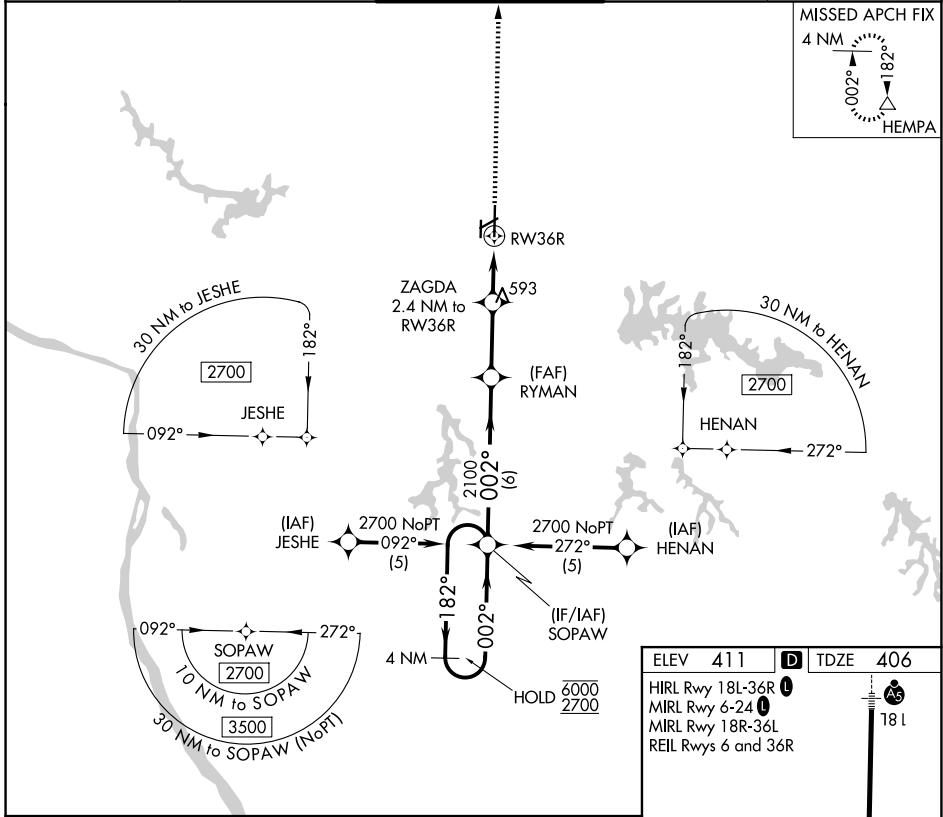 MISSED APCH FIX
4 NM
002°
182°
HEMPA
RW36R
ZAGDA
2.4 NM to
RW36R
593
30 NM to JESHE
2700
182°
JESHE
092°
(FAF)
RYMAN
30 NM to HENAN
182°
2700
HENAN
272°
2100
002°
(6)
(IAF)
JESHE
2700 NoPT
092°
(5)
2700 NoPT
272°
(5)
(IAF)
HENAN
182°
002°
(IF/IAF)
SOPAW
4 NM
HOLD 6000
2700
092°
272°
SOPAW
2700
10 NM to SOPAW
3500
30 NM to SOPAW (NoPT)
ELEV 411 D TDZE 406
HIRL Rwy 18L-36R L
MIRL Rwy 6-24 L
MIRL Rwy 18R-36L
REIL Rwys 6 and 36R
A5
18L